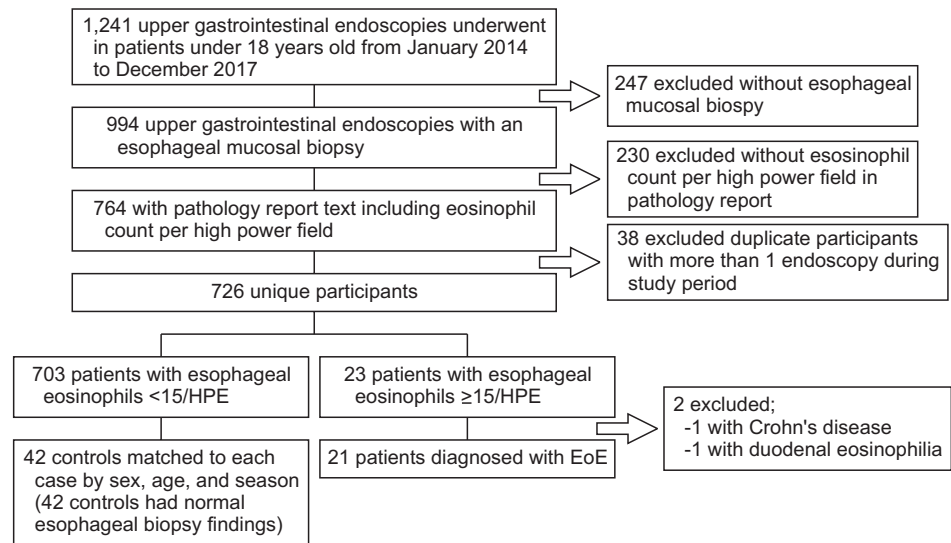 1,241 upper gastrointestinal endoscopies underwent
in patients under 18 years old from January 2014
to December 2017
247 excluded without esophageal
mucosal biospy
994 upper gastrointestinal endoscopies with an
esophageal mucosal biopsy
230 excluded without esosinophil
count per high power field in
pathology report
764 with pathology report text including eosinophil
count per high power field
38 excluded duplicate participants
with more than 1 endoscopy during
study period
726 unique participants
703 patients with esophageal
eosinophils <15/HPE
23 patients with esophageal
eosinophils ≥15/HPE
2 excluded;
-1 with Crohn's disease
-1 with duodenal eosinophilia
42 controls matched to each
case by sex, age, and season
(42 controls had normal
esophageal biopsy findings)
21 patients diagnosed with EoE